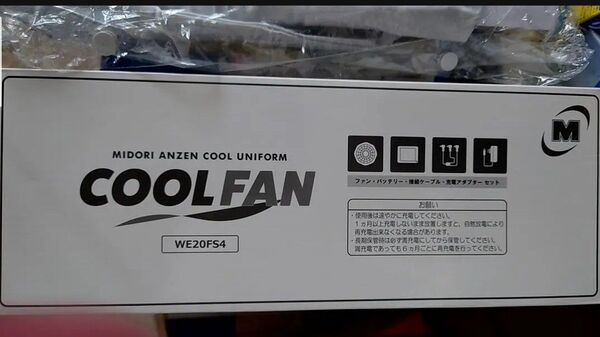 MIDORI ANZEN COOL UNIFORM
COOLFAN
WE20FS4
M
ファン・バッテリー・接続ケーブル・充電アダプター セット
お願い
・使用後は速やかに充電してください。
1ヵ月以上充電しないまま放置しますと、自然放電により
再充電出来なくなる場合があります。
・長期保管時は必ず満充電にしてから保管してください。
満充電であっても6ヵ月ごとに再充電を行ってください。